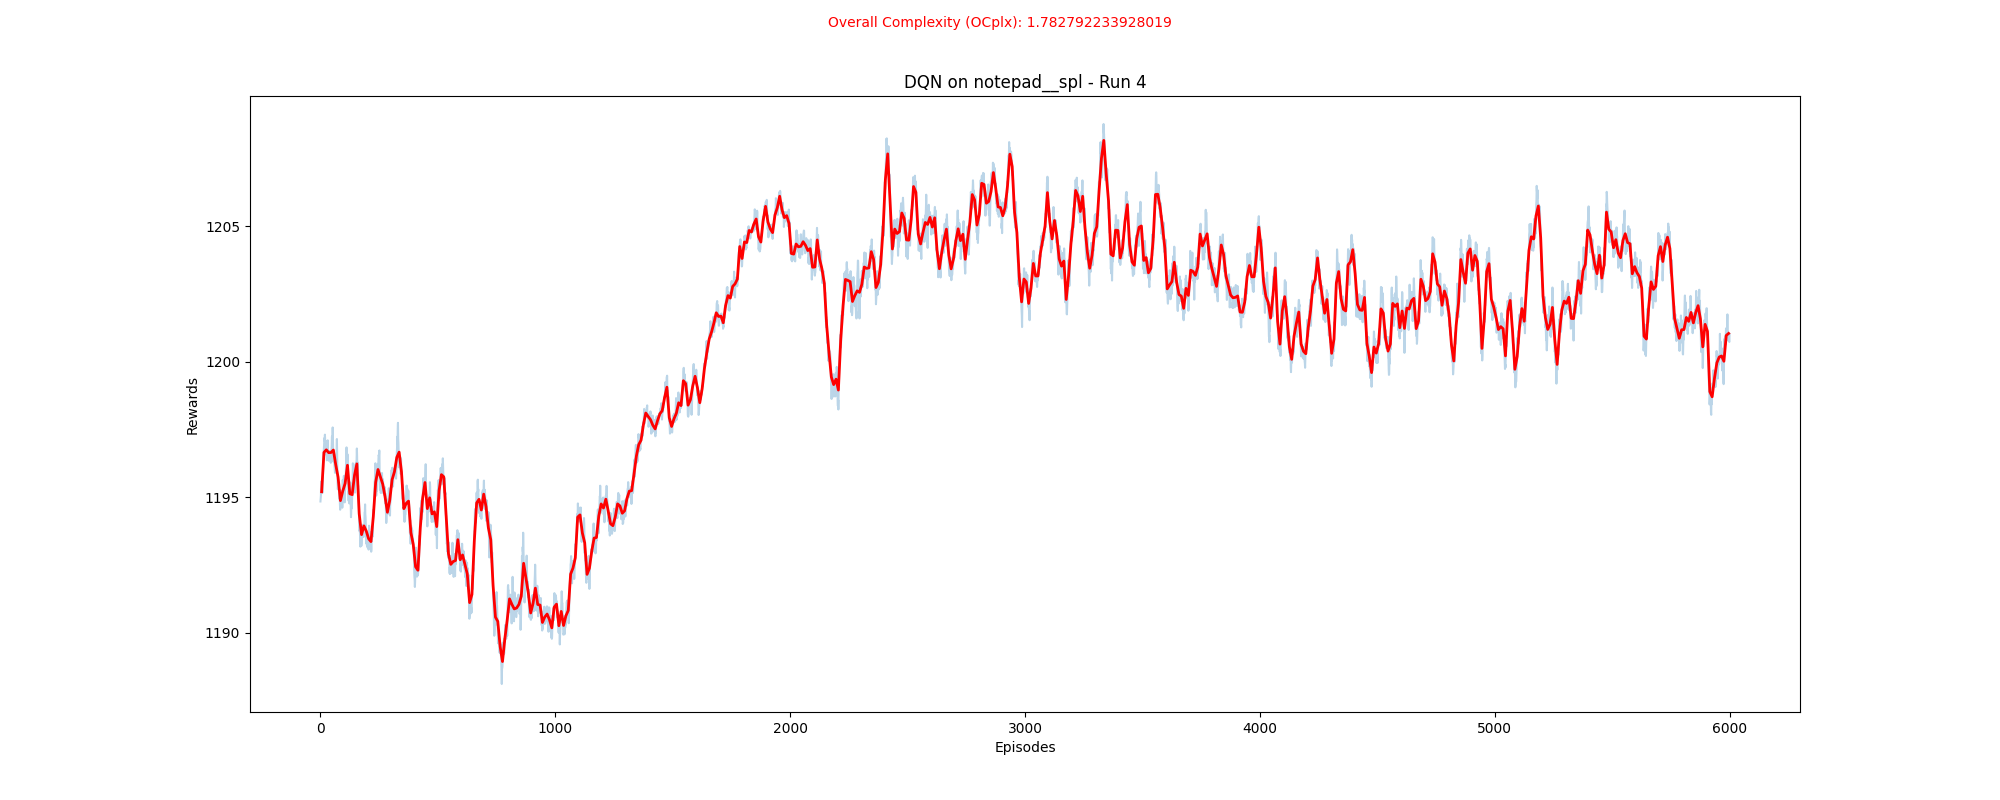 Overall Complexity (OCplx): 1.782792233928019
DQN on notepad__spl - Run 4
Rewards
1205
1200
1195
1190
0 1000 2000 3000 4000 5000 6000
Episodes